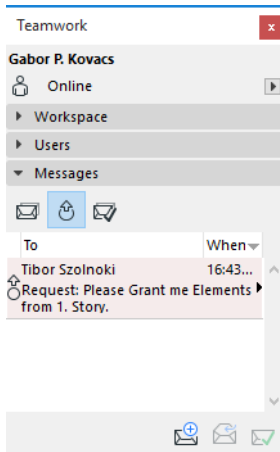 Teamwork
Gabor P. Kovacs
Online
Workspace
Users
Messages
To When
Tibor Szolnoki 16:43...
Request: Please Grant me Elements
from 1. Story.